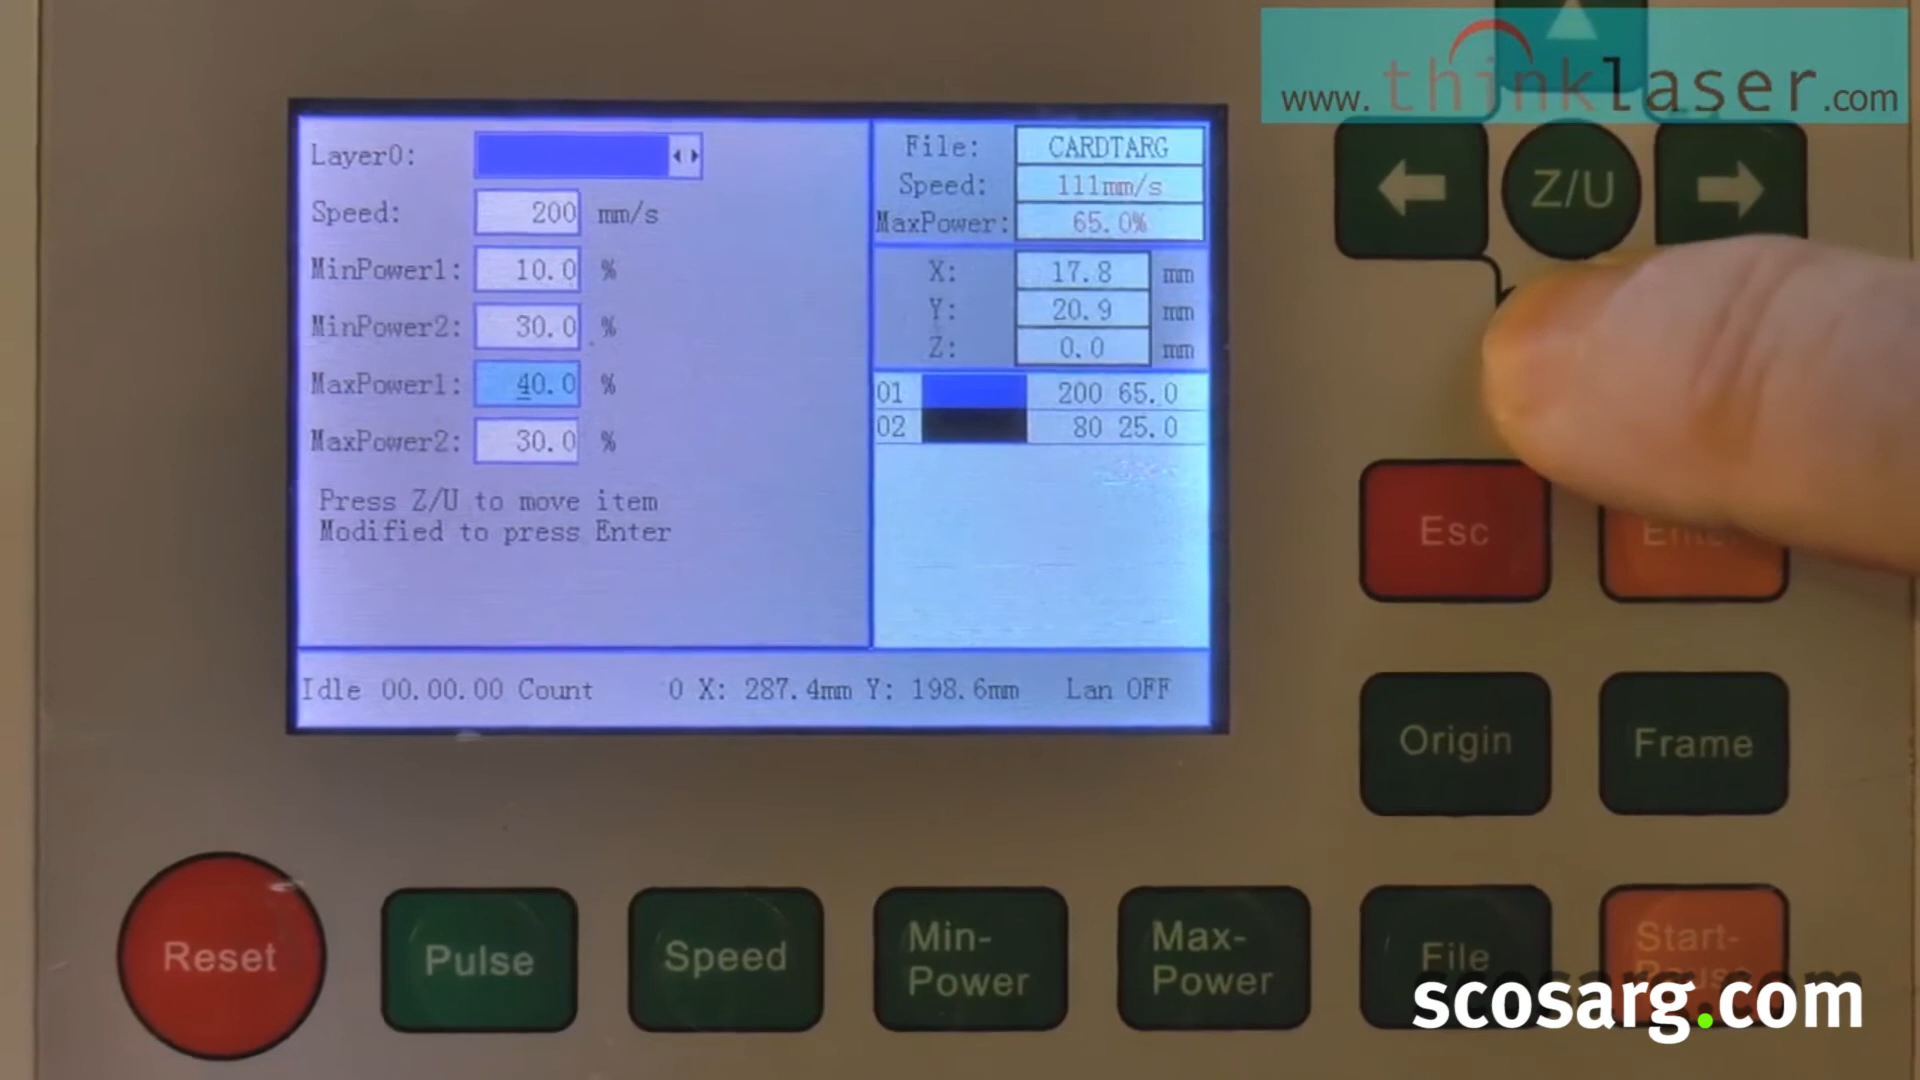 www.thinklaser.com
Layer0:
Speed: 200 mm/s
MinPower1: 10.0 %
MinPower2: 30.0 %
MaxPower1: 40.0 %
MaxPower2: 30.0 %
Press Z/U to move item
Modified to press Enter
File: CARDTARG
Speed: 111mm/s
MaxPower: 65.0%
X: 17.8 mm
Y: 20.9 mm
Z: 0.0 mm
01 200 65.0
02 80 25.0
Idle 00.00.00 Count 0 X: 287.4mm Y: 198.6mm Lan OFF
Z/U
Esc
Enter
Origin
Frame
Reset
Pulse
Speed
Min-
Power
Max-
Power
File
Start-
Pause
scosarg.com